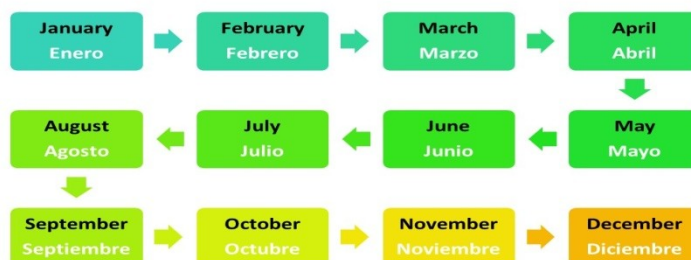 January
Enero
February
Febrero
March
Marzo
April
Abril
May
Mayo
June
Junio
July
Julio
August
Agosto
September
Septiembre
October
Octubre
November
Noviembre
December
Diciembre